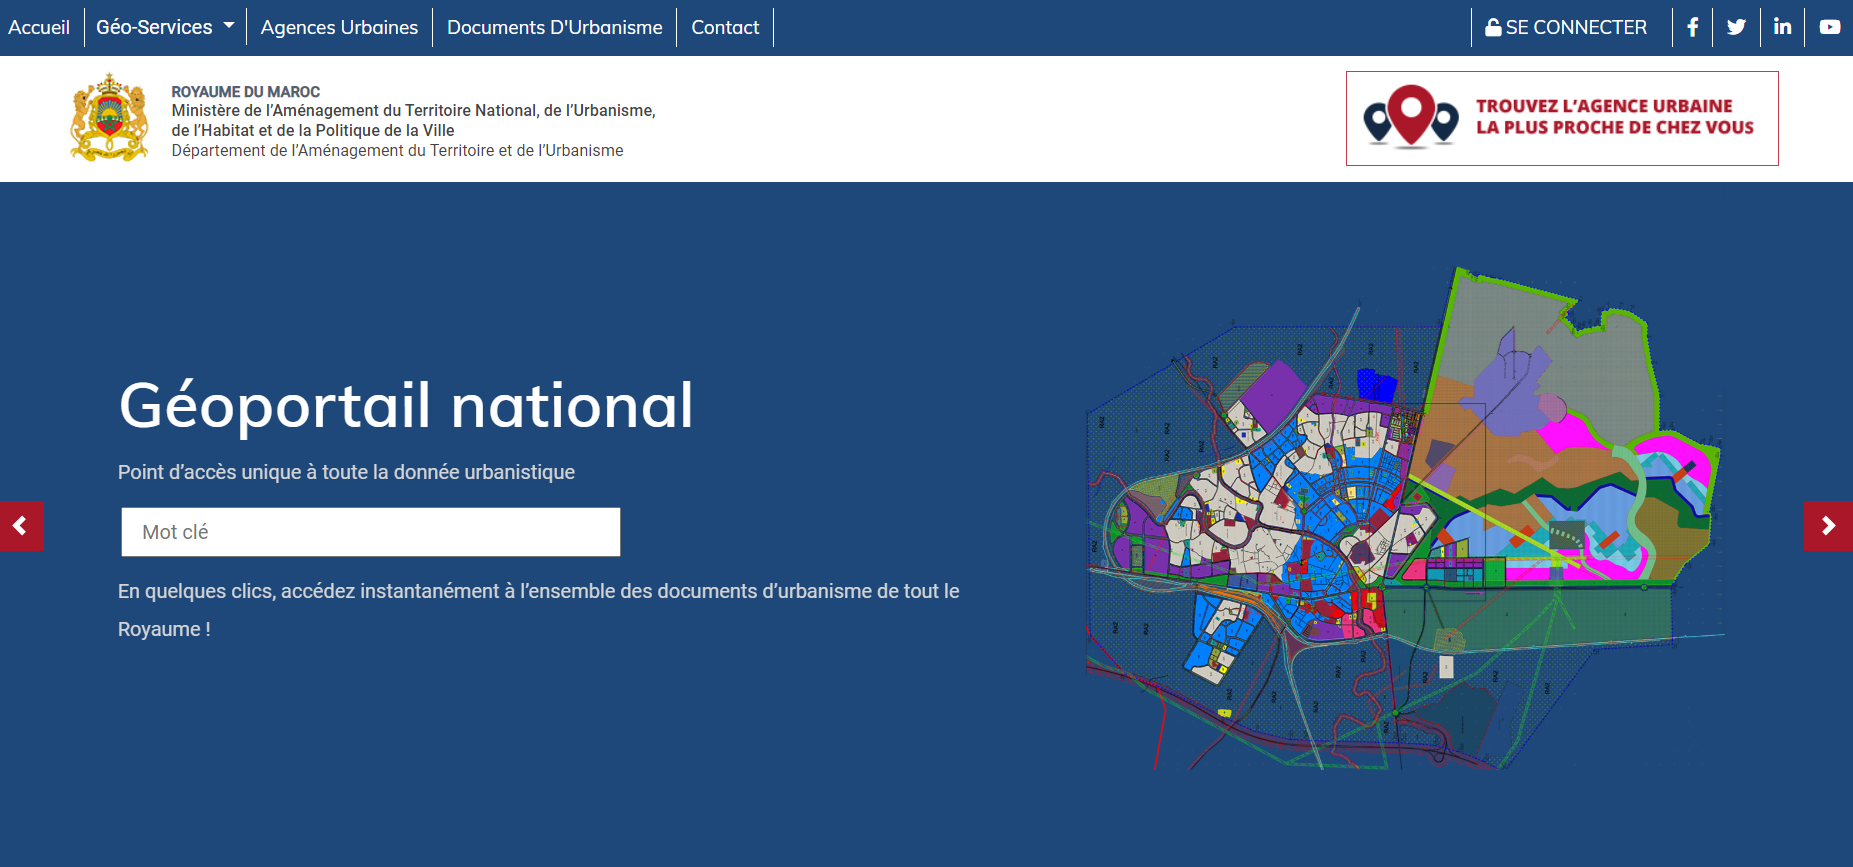 Accueil
Géo-Services
Agences Urbaines
Documents D'Urbanisme
Contact
SE CONNECTER
ROYAUME DU MAROC
Ministère de l’Aménagement du Territoire National, de l’Urbanisme,
de l’Habitat et de la Politique de la Ville
Département de l’Aménagement du Territoire et de l’Urbanisme
TROUVEZ L’AGENCE URBAINE
LA PLUS PROCHE DE CHEZ VOUS
Géoportail national
Point d’accès unique à toute la donnée urbanistique
Mot clé
En quelques clics, accédez instantanément à l’ensemble des documents d’urbanisme de tout le
Royaume !